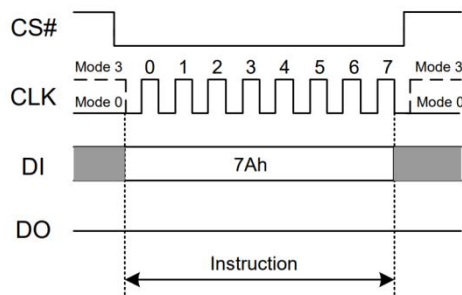 CS#
Mode 3 0 1 2 3 4 5 6 7 Mode 3
CLK
Mode 0 Mode 0
DI 7Ah
DO
Instruction